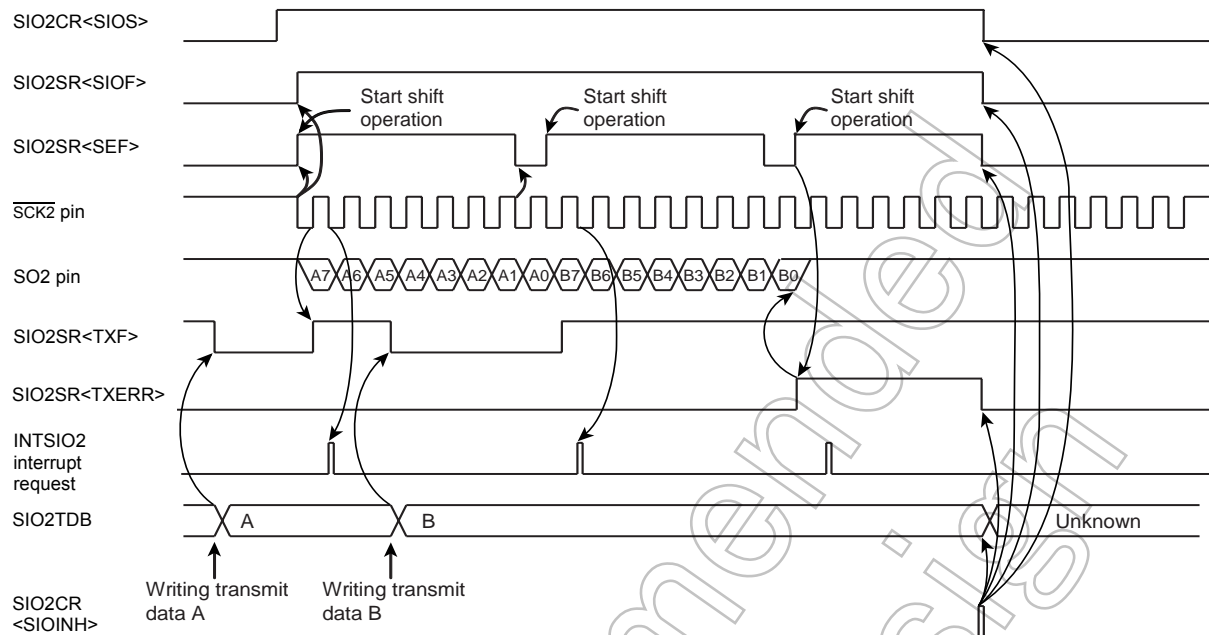 SIO2CR<SIOS>
SIO2SR<SIOF>
Start shift
operation
Start shift
operation
Start shift
operation
SIO2SR<SEF>
SCK2 pin
SO2 pin
A7 A6 A5 A4 A3 A2 A1 A0 B7 B6 B5 B4 B3 B2 B1 B0
SIO2SR<TXF>
SIO2SR<TXERR>
INTSIO2
interrupt
request
SIO2TDB
A
B
Unknown
Writing transmit
data A
Writing transmit
data B
SIO2CR
<SIOINH>
mended
sign